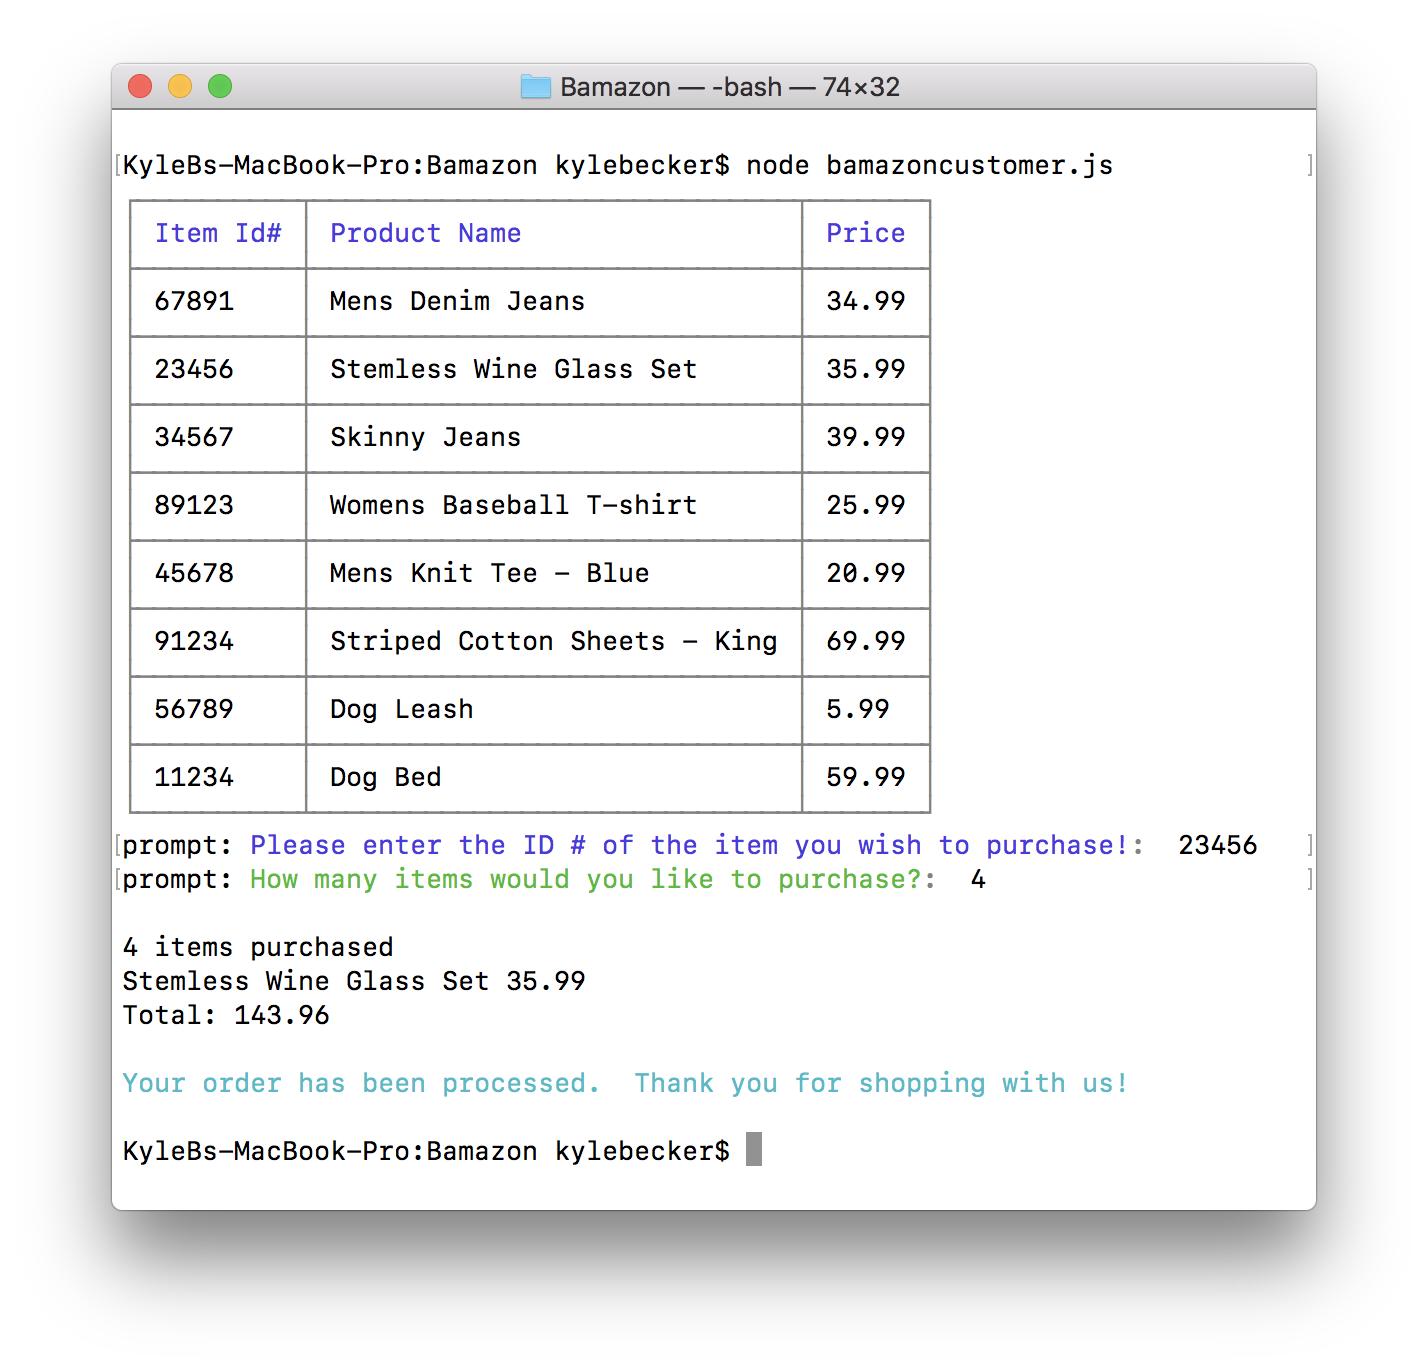 Bamazon — -bash — 74×32
KyleBs-MacBook-Pro:Bamazon kylebecker$ node bamazoncustomer.js
Item Id# Product Name Price
67891 Mens Denim Jeans 34.99
23456 Stemless Wine Glass Set 35.99
34567 Skinny Jeans 39.99
89123 Womens Baseball T-shirt 25.99
45678 Mens Knit Tee - Blue 20.99
91234 Striped Cotton Sheets - King 69.99
56789 Dog Leash 5.99
11234 Dog Bed 59.99
prompt: Please enter the ID # of the item you wish to purchase!:  23456
prompt: How many items would you like to purchase?:  4
4 items purchased
Stemless Wine Glass Set 35.99
Total: 143.96
Your order has been processed.  Thank you for shopping with us!
KyleBs-MacBook-Pro:Bamazon kylebecker$